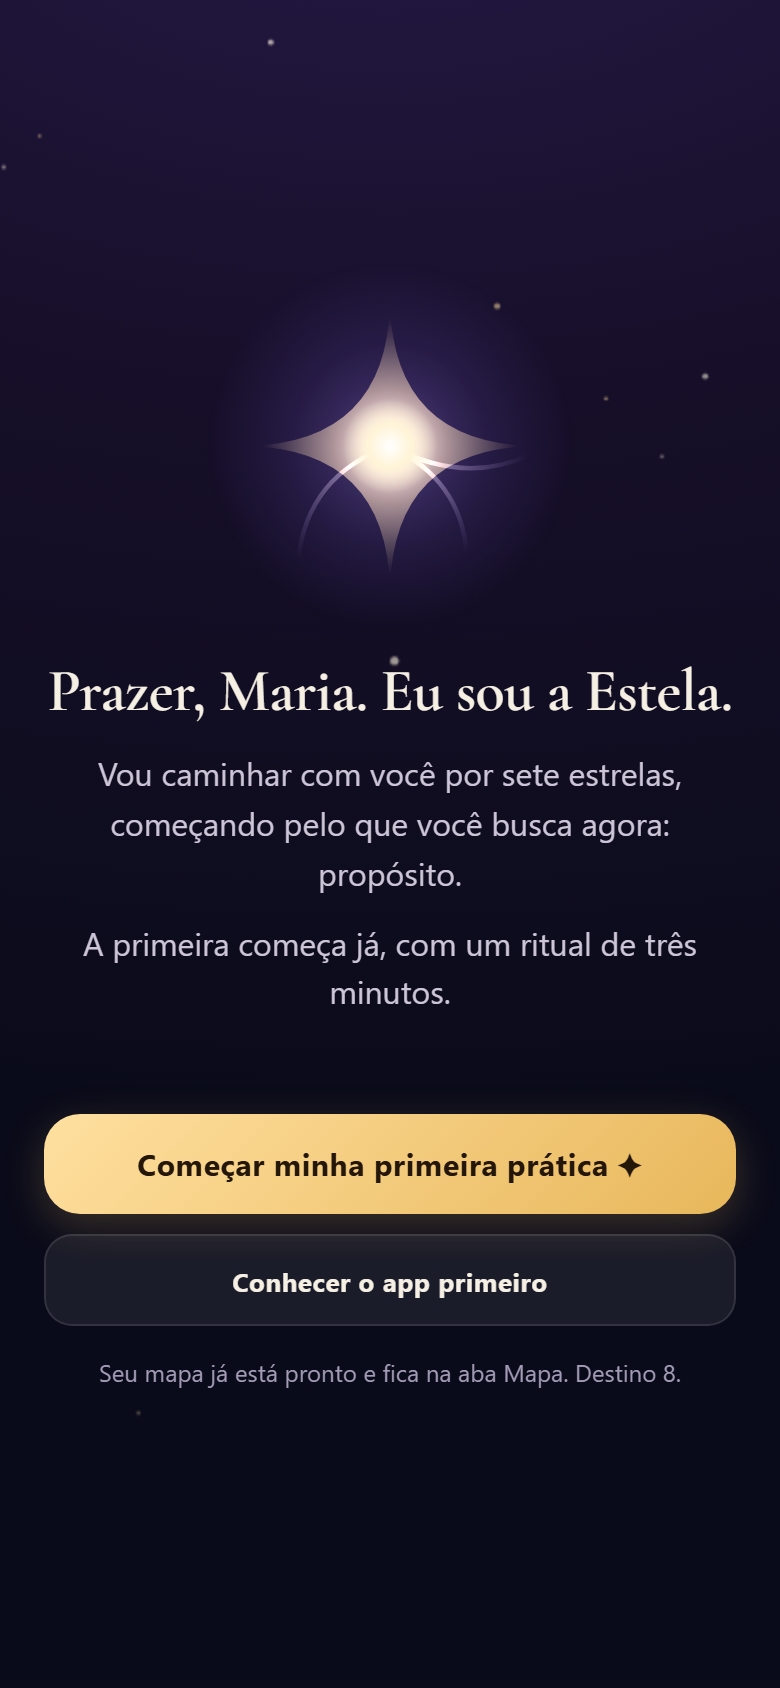 Prazer, Maria. Eu sou a Estela.
Vou caminhar com você por sete estrelas,
começando pelo que você busca agora:
propósito.
A primeira começa já, com um ritual de três
minutos.
Começar minha primeira prática ✦
Conhecer o app primeiro
Seu mapa já está pronto e fica na aba Mapa. Destino 8.